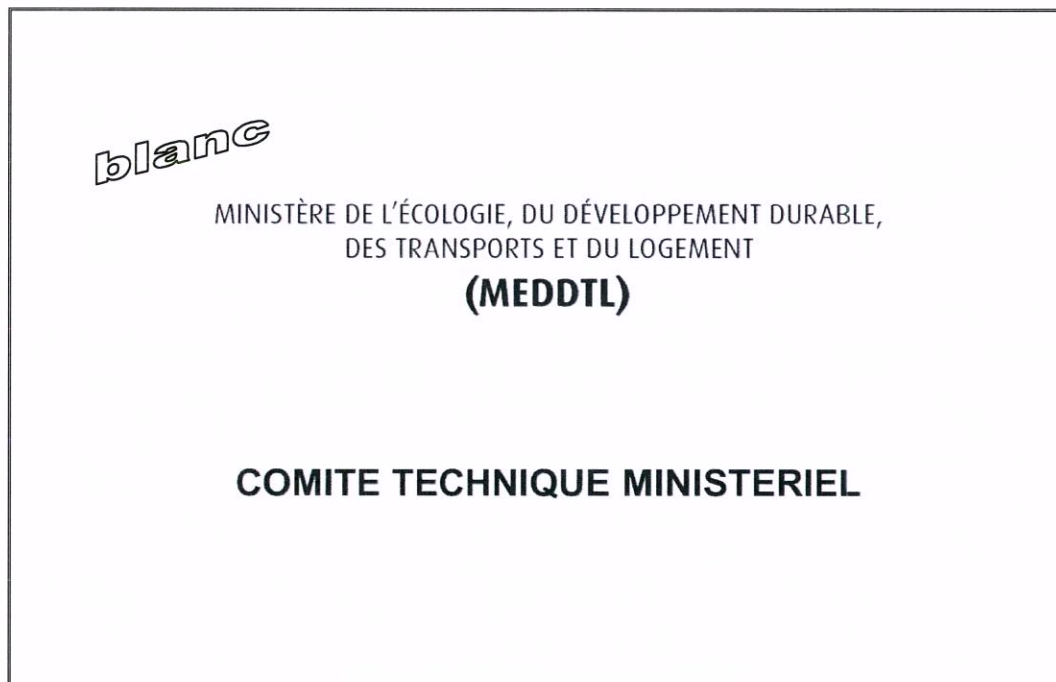 blanc
MINISTÈRE DE L'ÉCOLOGIE, DU DÉVELOPPEMENT DURABLE,
DES TRANSPORTS ET DU LOGEMENT
(MEDDTL)
COMITE TECHNIQUE MINISTERIEL